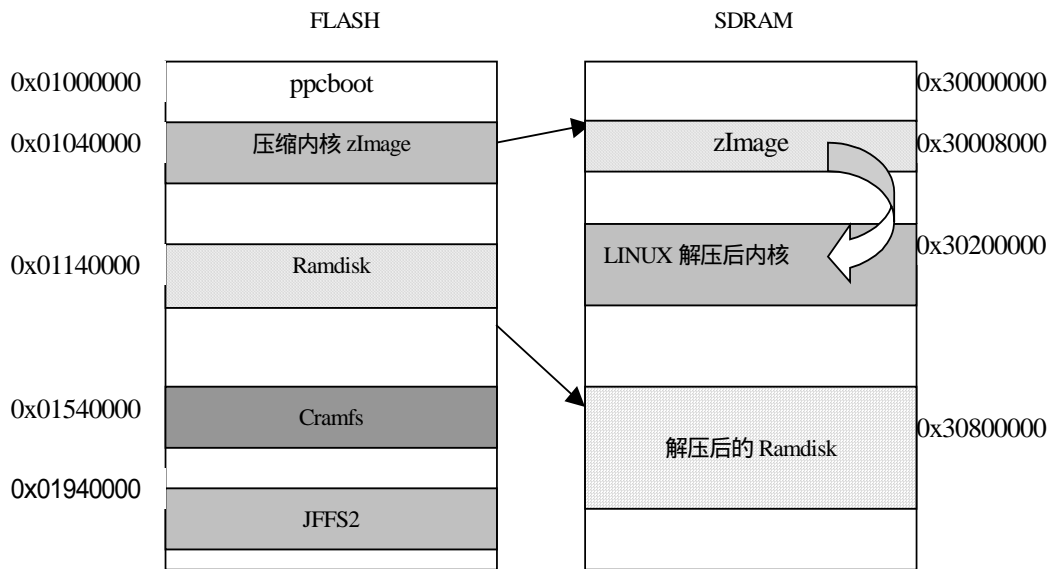 FLASH
SDRAM
0x01000000
ppcboot
0x30000000
0x01040000
压缩内核 zImage
zImage
0x30008000
0x01140000
Ramdisk
LINUX 解压后内核
0x30200000
0x01540000
Cramfs
解压后的 Ramdisk
0x30800000
0x01940000
JFFS2